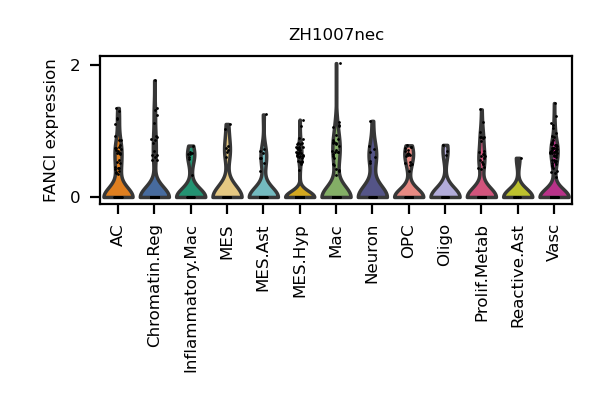 ZH1007nec
FANCI expression
2
0
AC
Chromatin.Reg
Inflammatory.Mac
MES
MES.Ast
MES.Hyp
Mac
Neuron
OPC
Oligo
Prolif.Metab
Reactive.Ast
Vasc